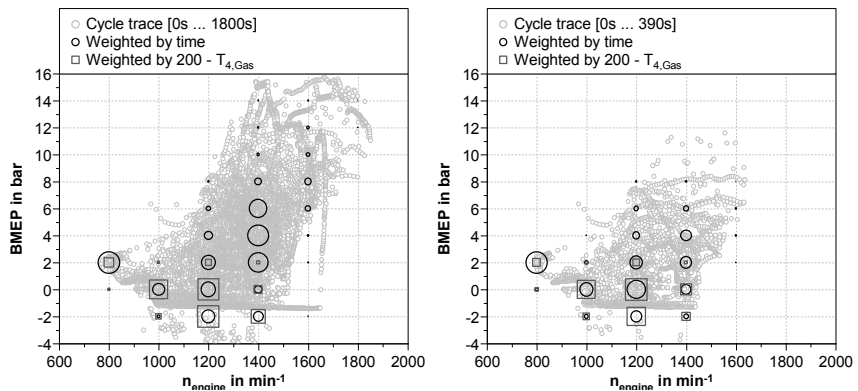 Cycle trace [0s ... 1800s]
Weighted by time
Weighted by 200 - T4,Gas
16
14
12
10
8
6
4
2
0
-2
-4
BMEP in bar
600 800 1000 1200 1400 1600 1800 2000
nengine in min-1
Cycle trace [0s ... 390s]
Weighted by time
Weighted by 200 - T4,Gas
16
14
12
10
8
6
4
2
0
-2
-4
BMEP in bar
600 800 1000 1200 1400 1600 1800 2000
nengine in min-1